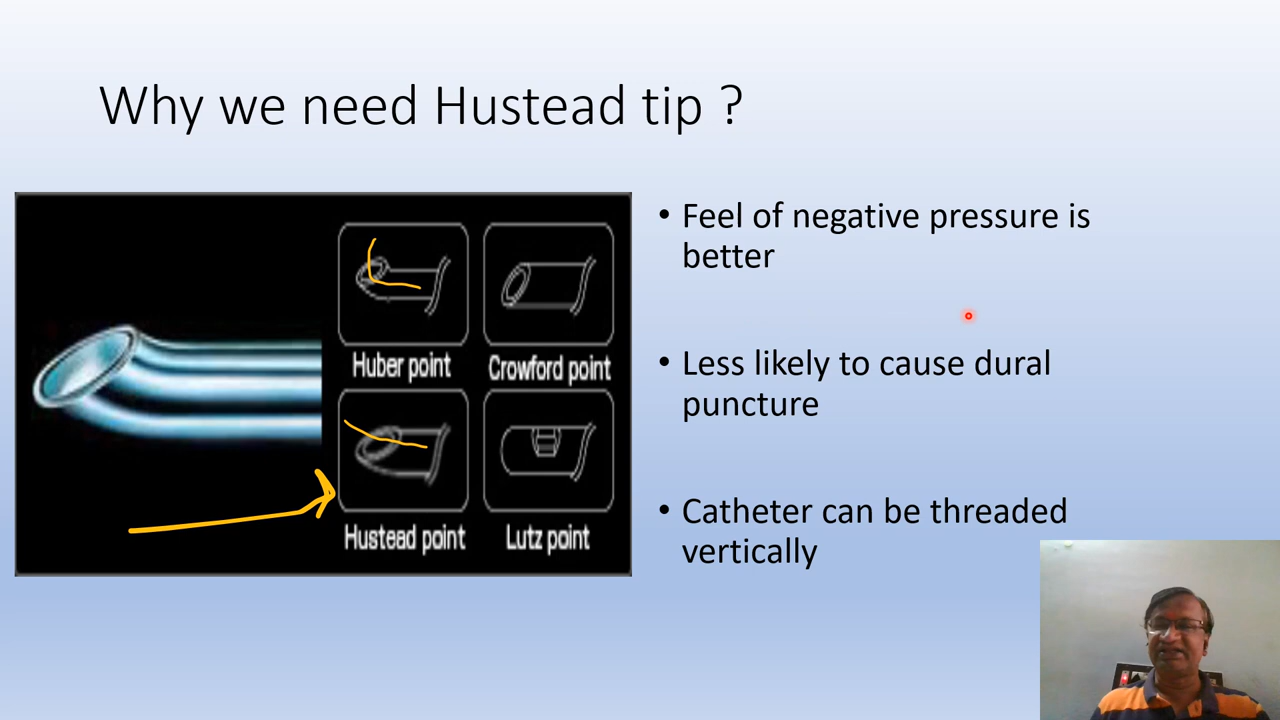 Why we need Hustead tip ?
Huber point
Crowford point
Hustead point
Lutz point
• Feel of negative pressure is
better
• Less likely to cause dural
puncture
• Catheter can be threaded
vertically